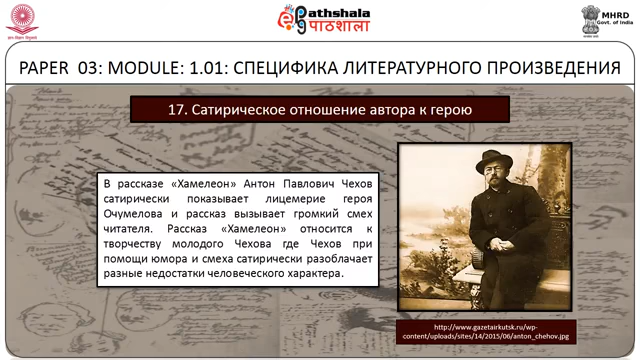 ePathshala
पाठशाला
MHRD
Govt. of India
PAPER 03: MODULE: 1.01: СПЕЦИФИКА ЛИТЕРАТУРНОГО ПРОИЗВЕДЕНИЯ
17. Сатирическое отношение автора к герою
В рассказе «Хамелеон» Антон Павлович Чехов
сатирически показывает лицемерие героя
Очумелова и рассказ вызывает громкий смех
читателя. Рассказ «Хамелеон» относится к
творчеству молодого Чехова где Чехов при
помощи юмора и смеха сатирически разоблачает
разные недостатки человеческого характера.
http://www.gazetairkutsk.ru/wp-
content/uploads/sites/14/2015/06/anton_chehov.jpg